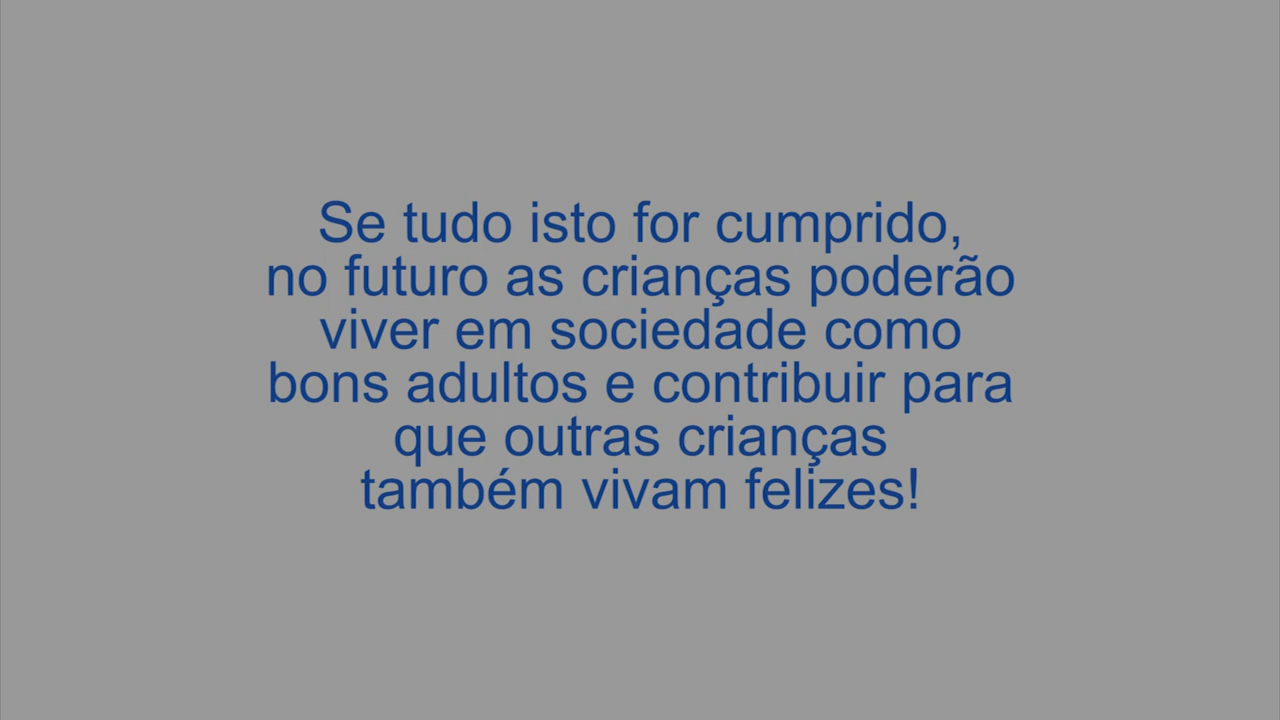 Se tudo isto for cumprido,
no futuro as crianças poderão
viver em sociedade como
bons adultos e contribuir para
que outras crianças
também vivam felizes!